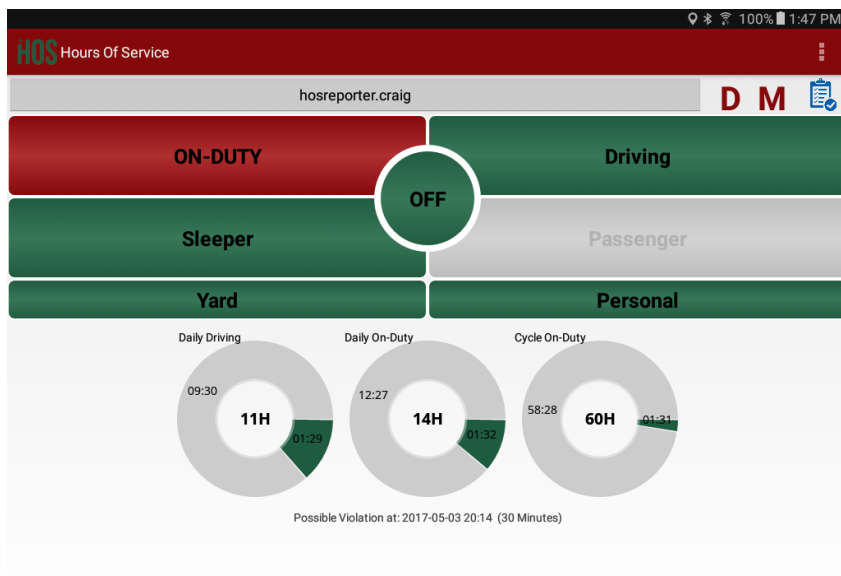 100% 1:47 PM
HOS Hours Of Service
hosreporter.craig D M
ON-DUTY Driving
OFF
Sleeper Passenger
Yard Personal
Daily Driving Daily On-Duty Cycle On-Duty
09:30 12:27 58:28
11H 14H 60H 01:31
01:29 01:32
Possible Violation at: 2017-05-03 20:14 (30 Minutes)